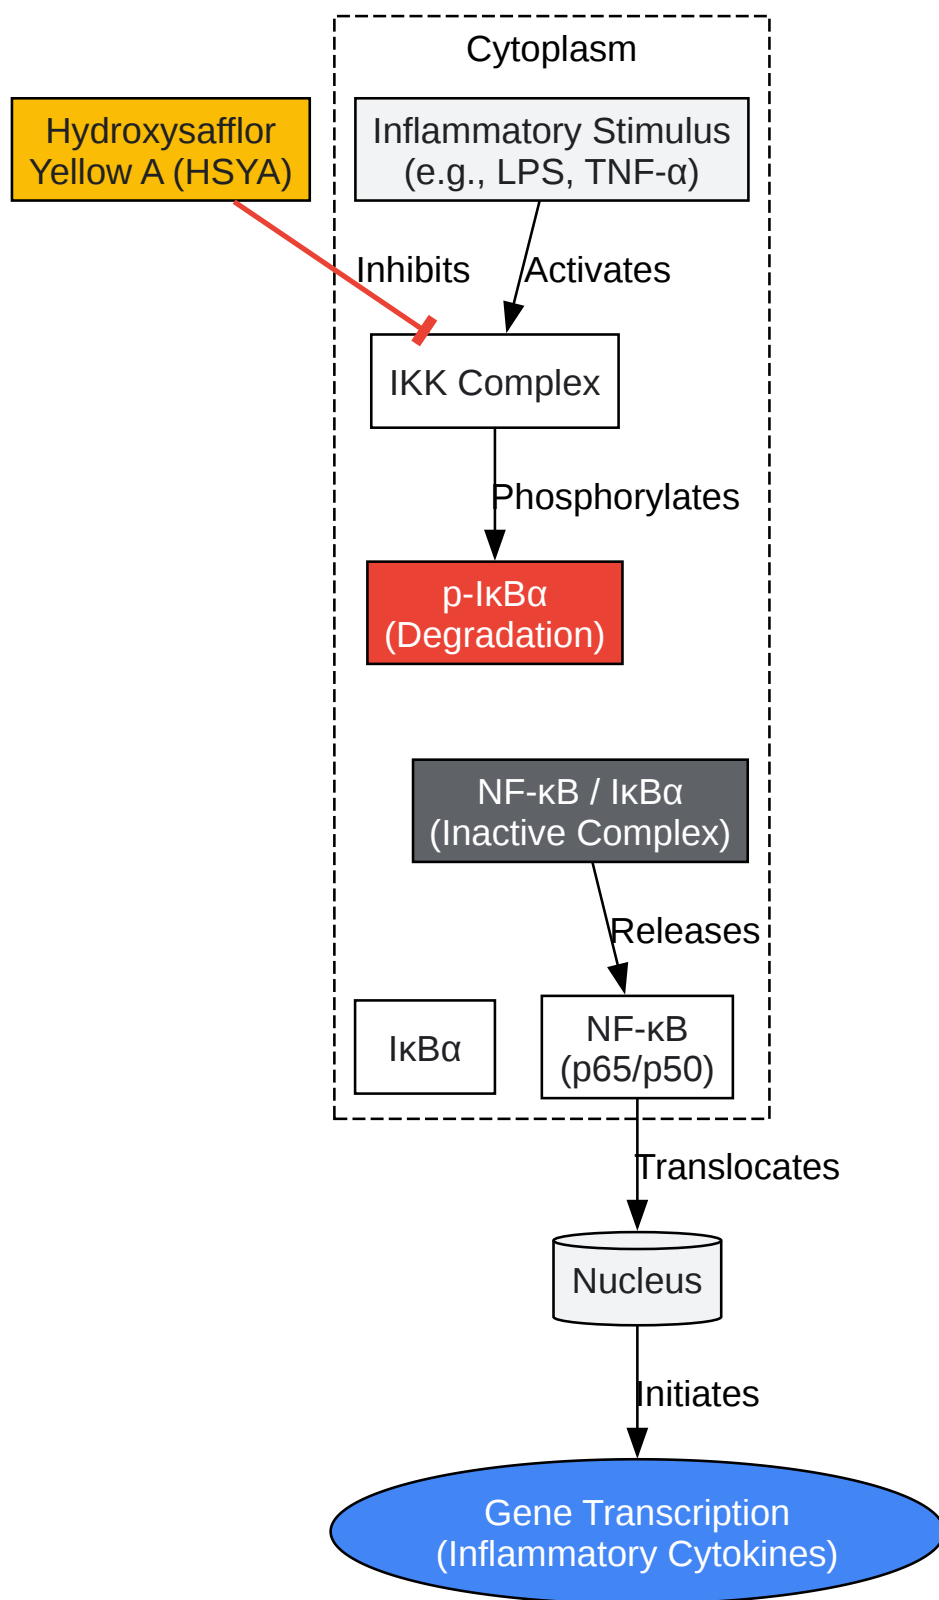 Cytoplasm
Hydroxysafflor
Yellow A (HSYA)
Inflammatory Stimulus
(e.g., LPS, TNF-α)
Inhibits
Activates
IKK Complex
Phosphorylates
p-IκBα
(Degradation)
NF-κB / IκBα
(Inactive Complex)
Releases
IκBα
NF-κB
(p65/p50)
Translocates
Nucleus
Initiates
Gene Transcription
(Inflammatory Cytokines)